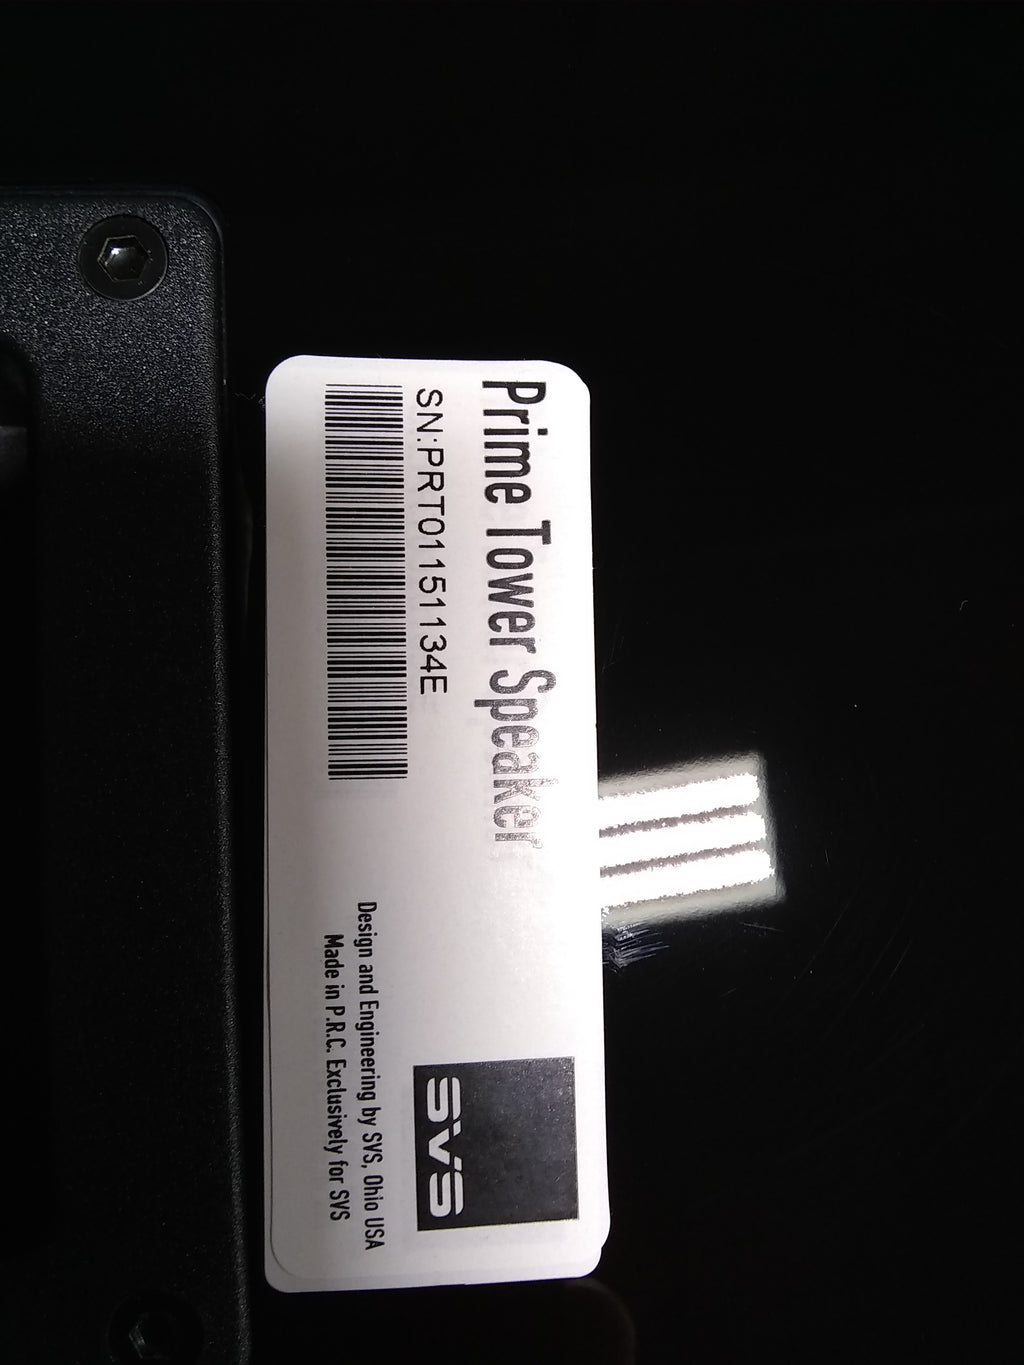 Prime Tower Speaker
SN:PRT01151134E
SVS
Design and Engineering by SVS, Ohio USA
Made in P.R.C. Exclusively for SVS